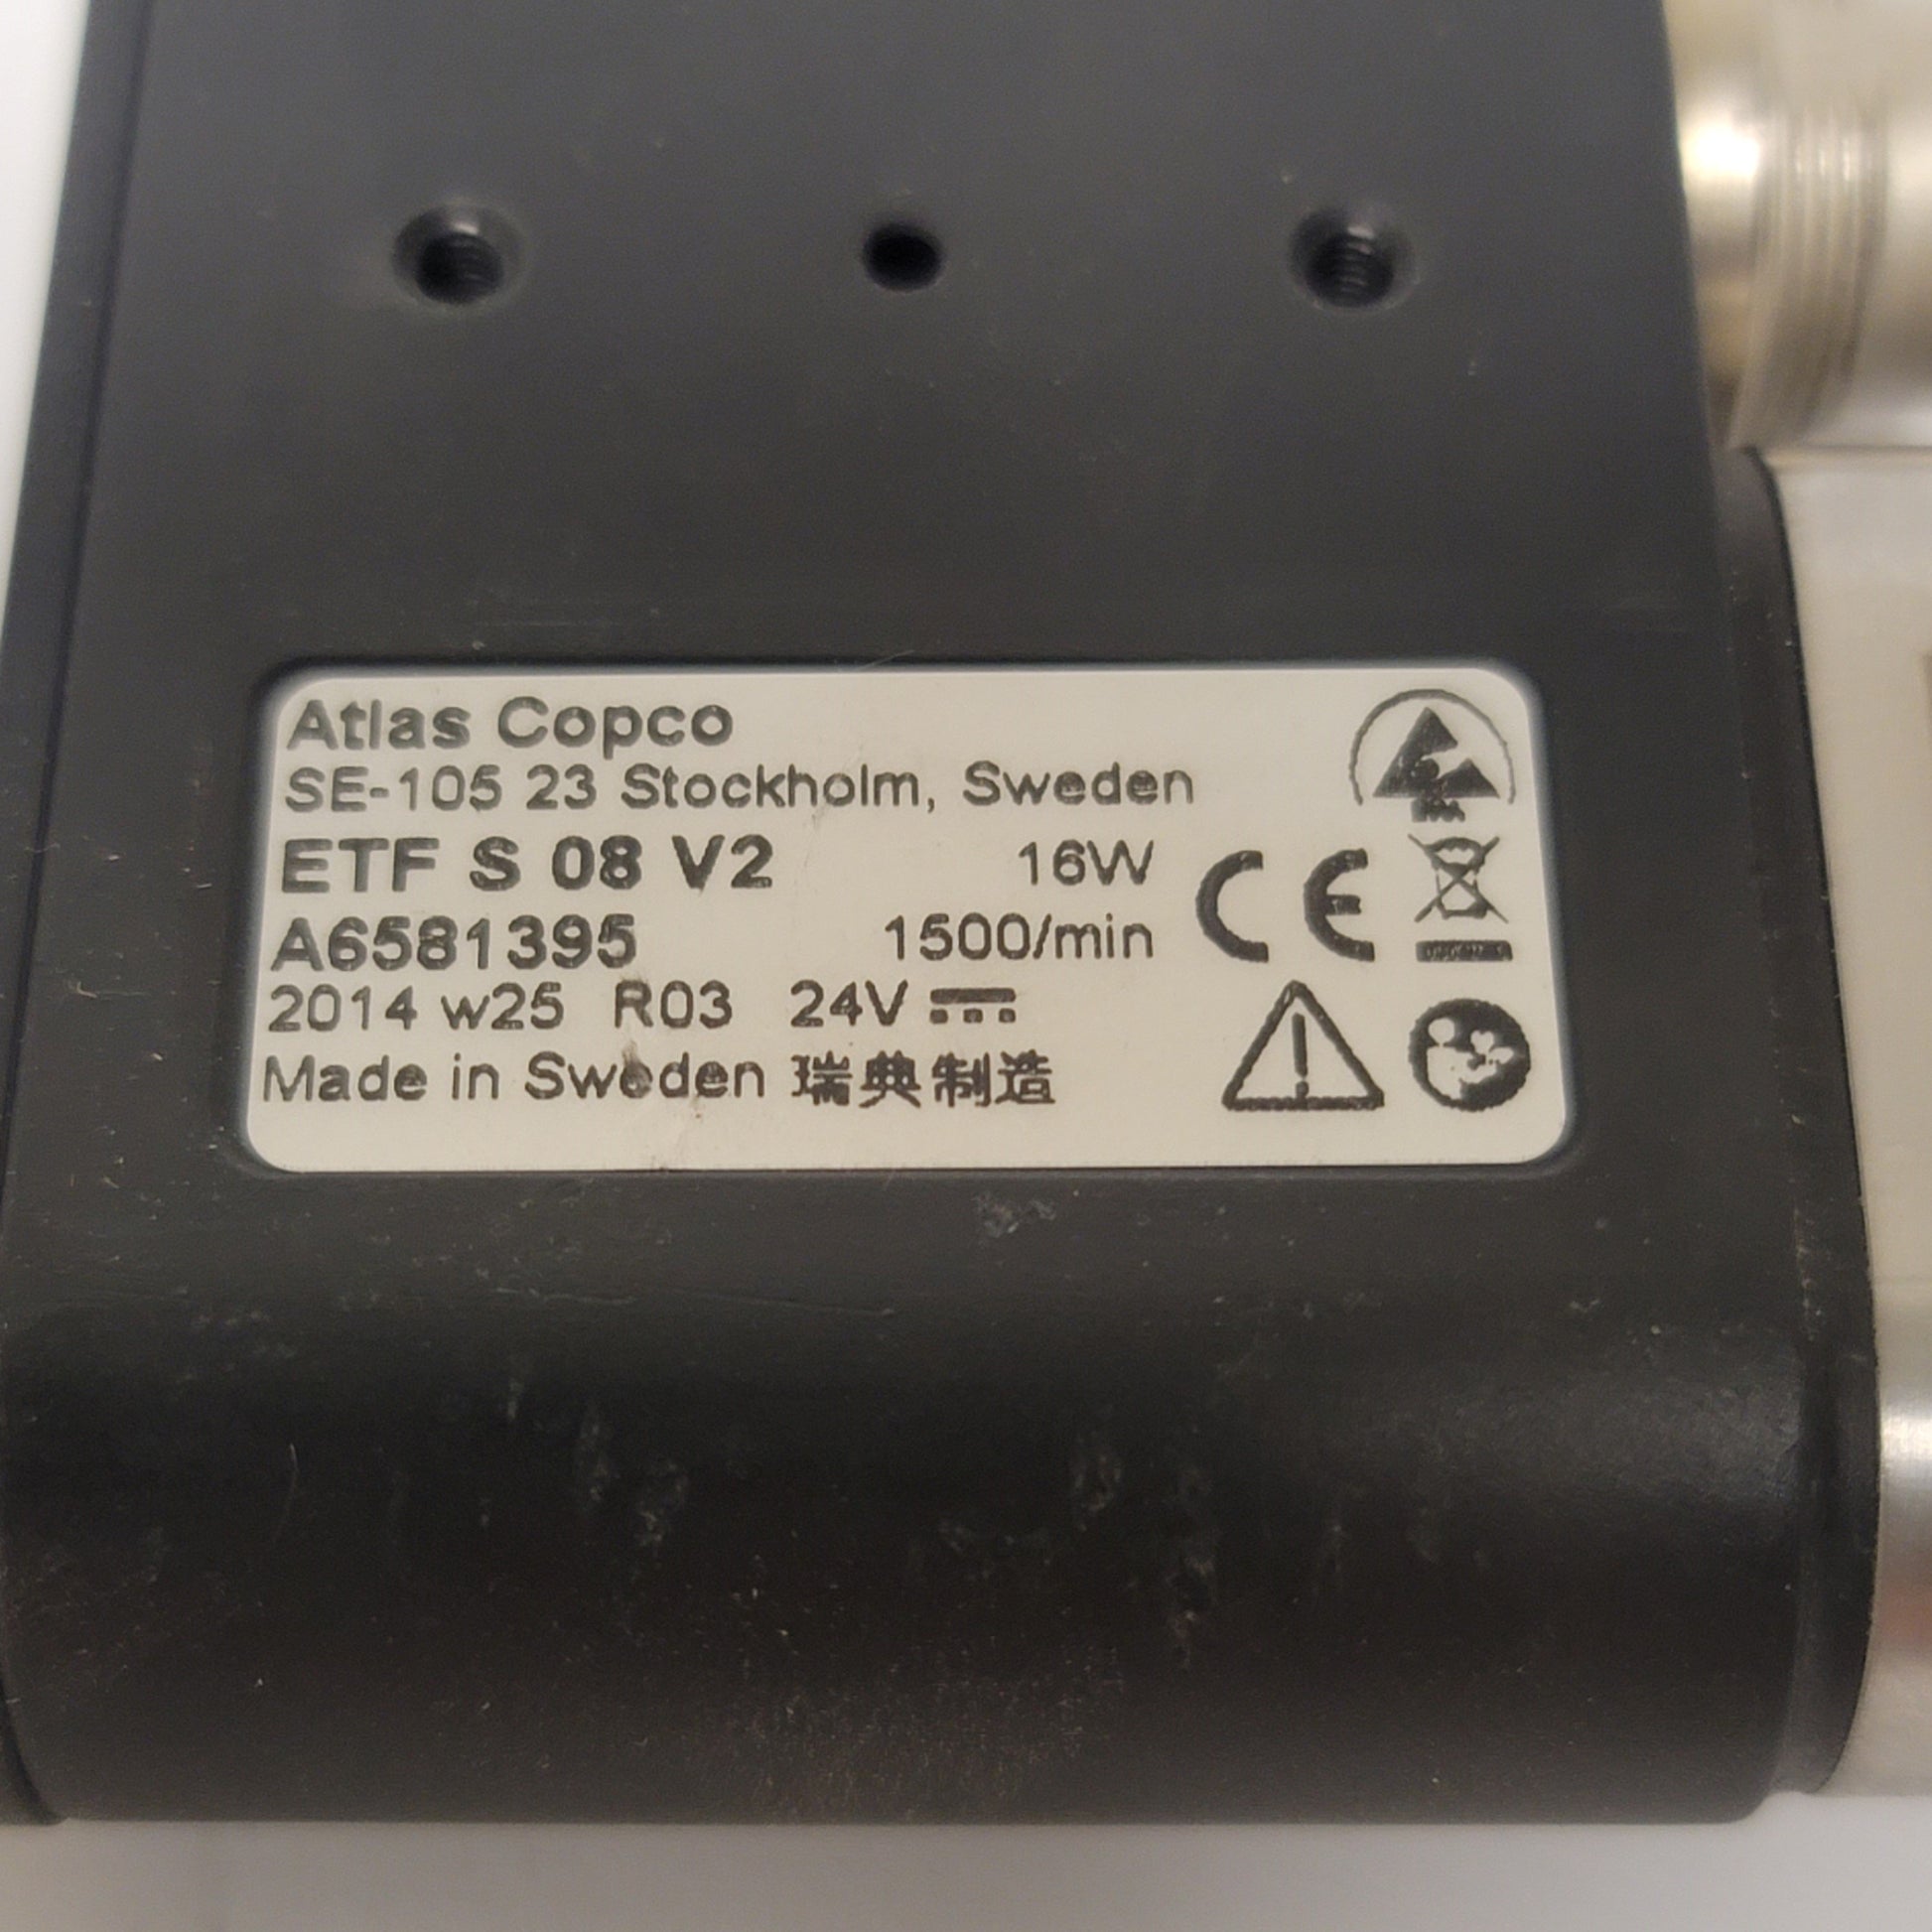 Atlas Copco
SE-105 23 Stockholm, Sweden
ETF S 08 V2 16W
A6581395 1500/min
2014 w25 R03 24V
Made in Sweden 瑞典制造
CE